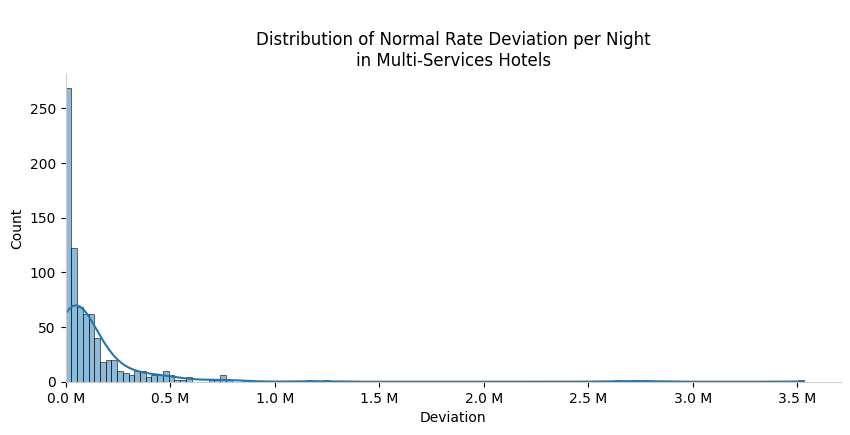 Distribution of Normal Rate Deviation per Night
in Multi-Services Hotels
Count
250
200
150
100
50
0
0.0 M 0.5 M 1.0 M 1.5 M 2.0 M 2.5 M 3.0 M 3.5 M
Deviation